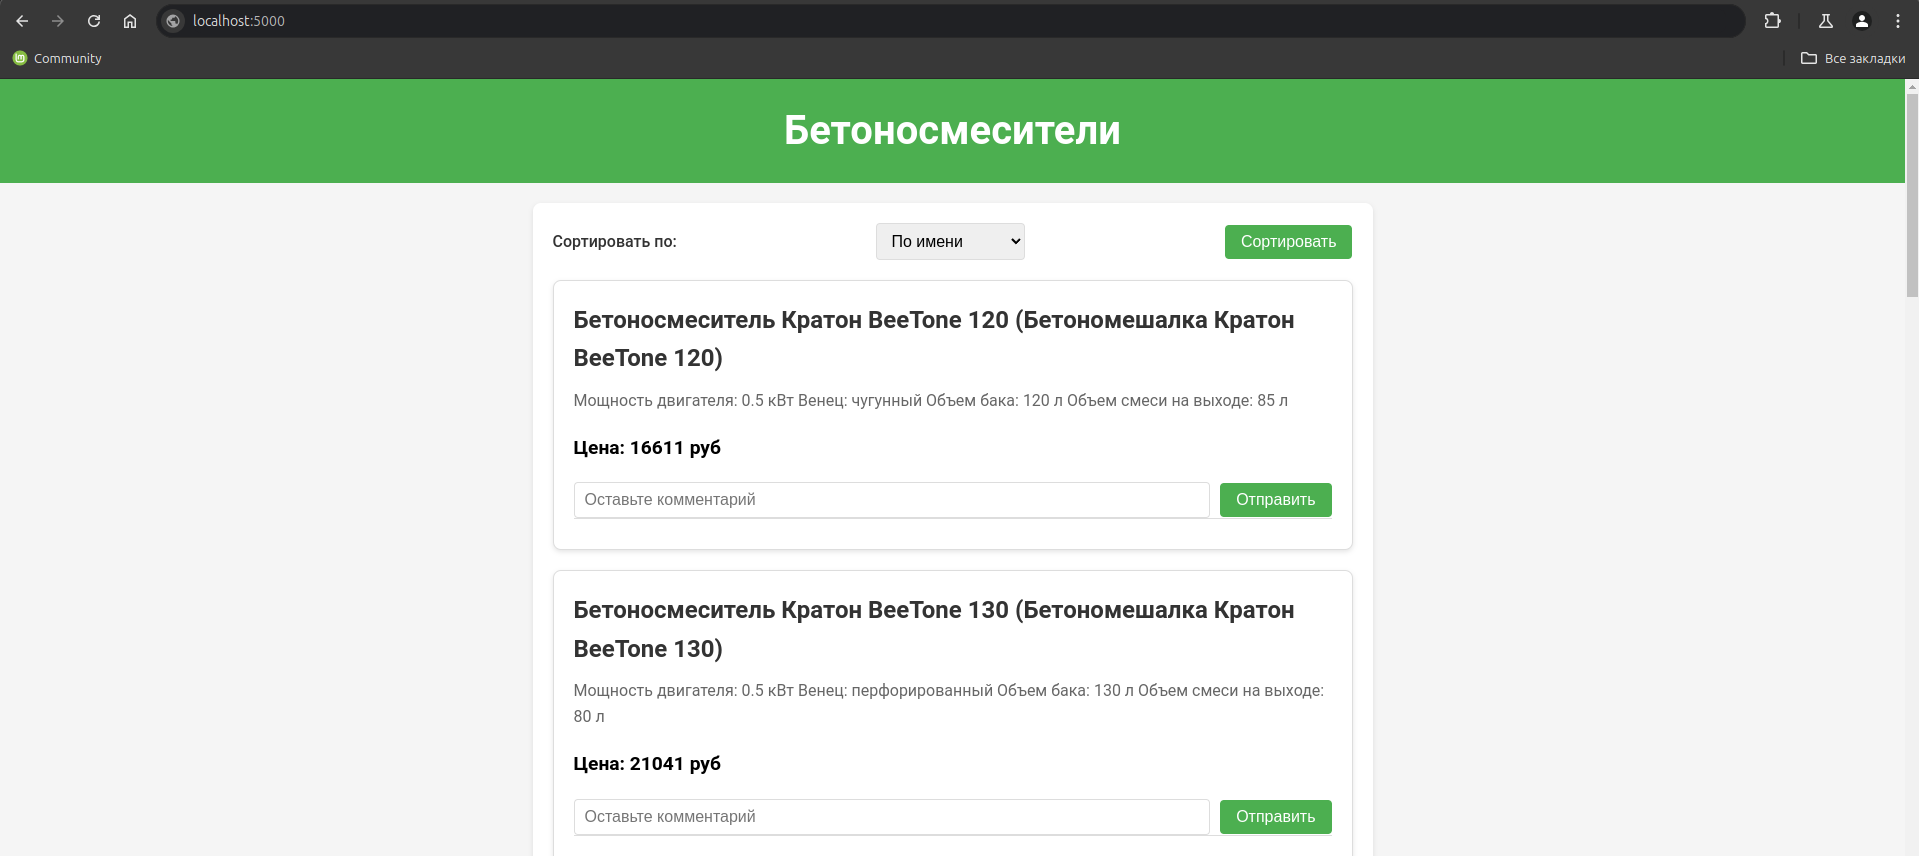 localhost:5000
Community
Все закладки
Бетоносмесители
Сортировать по:
По имени
Сортировать
Бетоносмеситель Кратон BeeTone 120 (Бетономешалка Кратон
BeeTone 120)
Мощность двигателя: 0.5 кВт Венец: чугунный Объем бака: 120 л Объем смеси на выходе: 85 л
Цена: 16611 руб
Оставьте комментарий
Отправить
Бетоносмеситель Кратон BeeTone 130 (Бетономешалка Кратон
BeeTone 130)
Мощность двигателя: 0.5 кВт Венец: перфорированный Объем бака: 130 л Объем смеси на выходе:
80 л
Цена: 21041 руб
Оставьте комментарий
Отправить